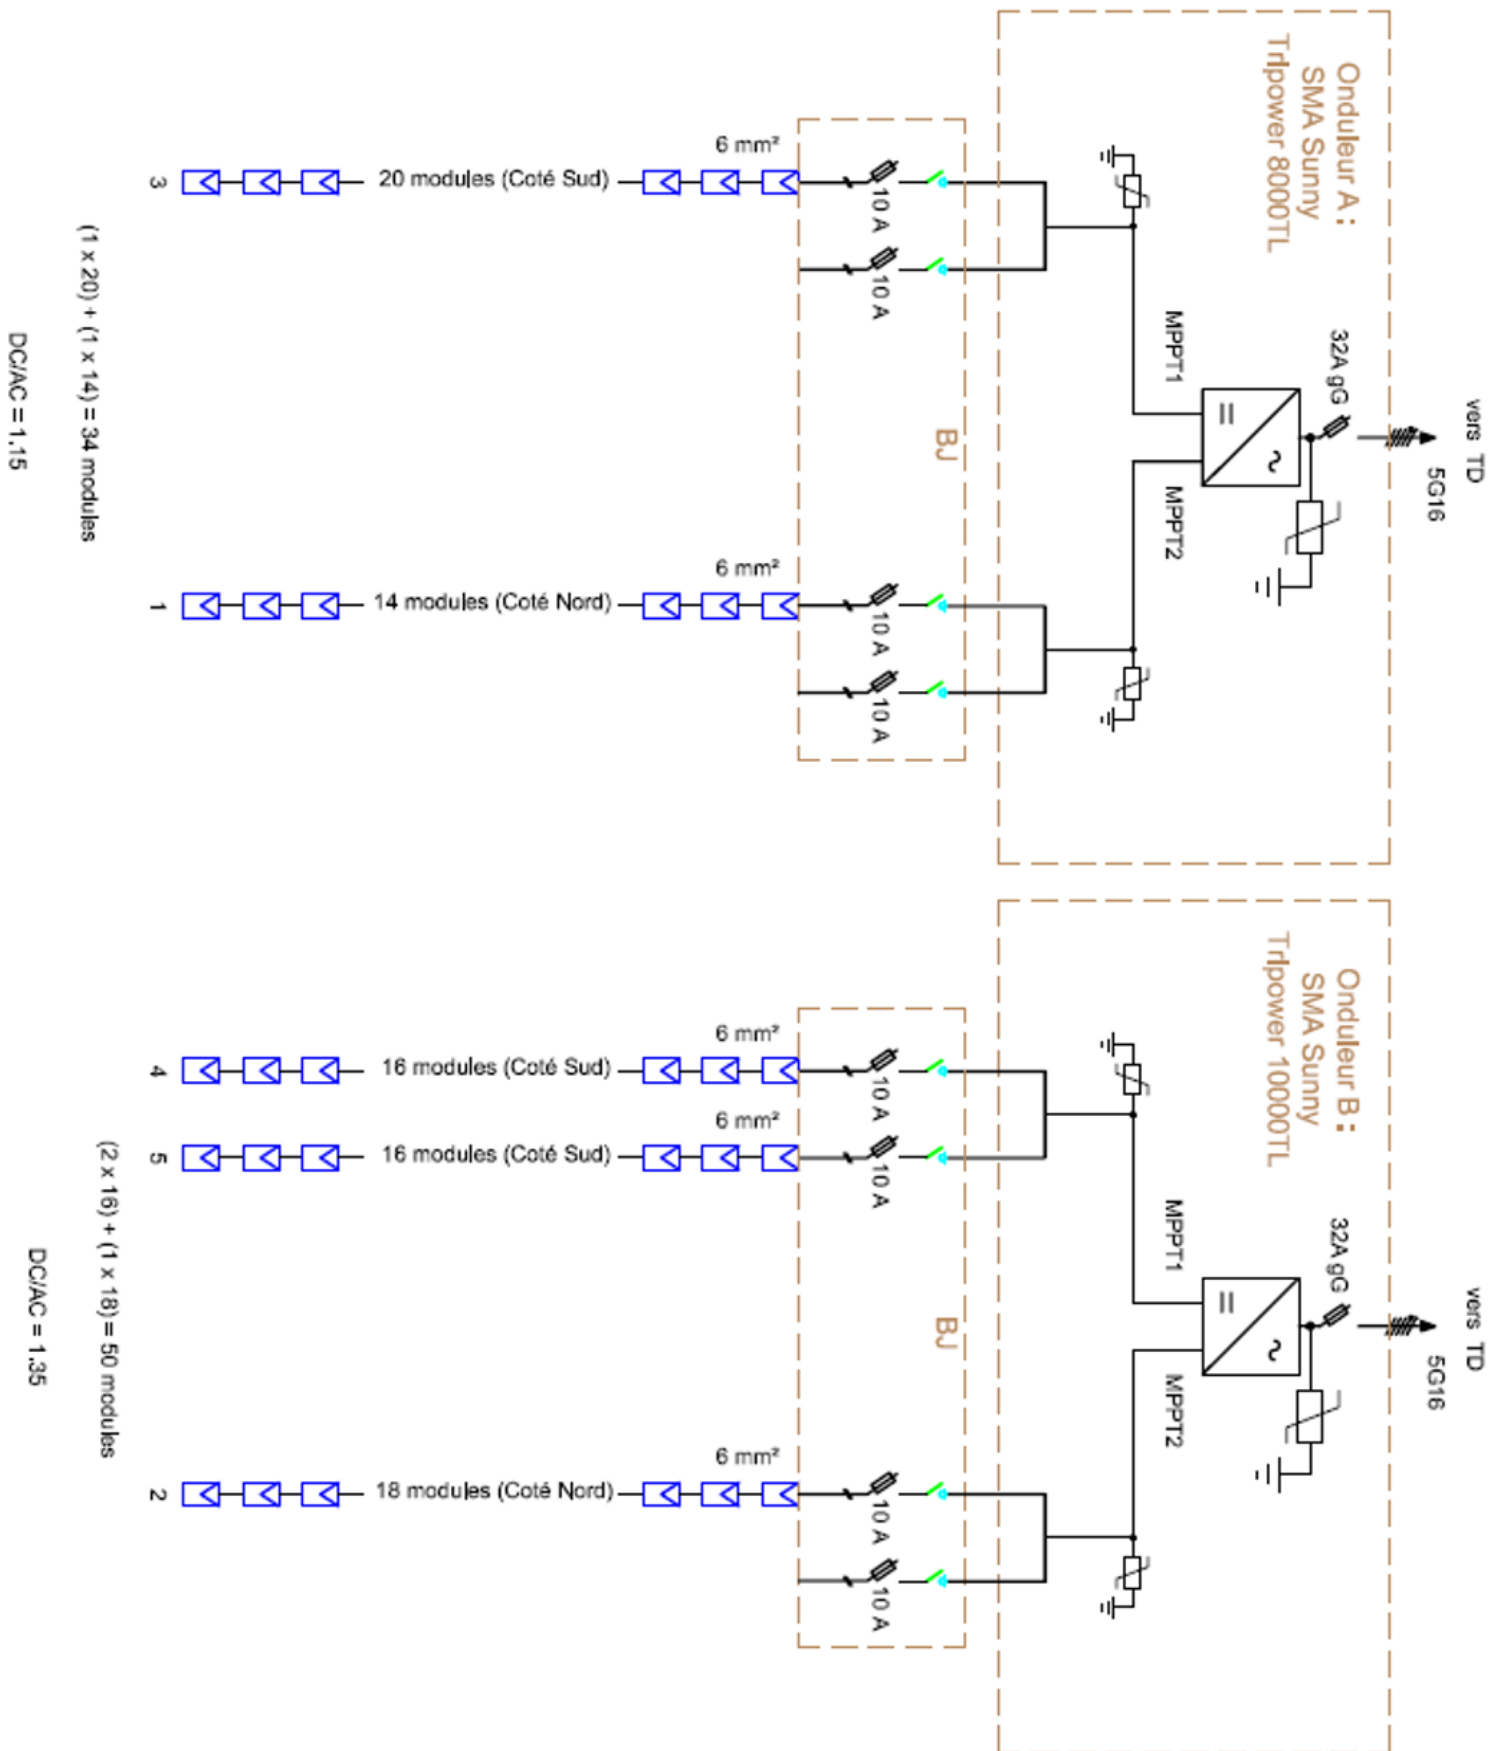 Onduleur A :
SMA Sunny
TrIpower 8000TL
vers TD
5G16
32A gG
MPPT1
MPPT2
BJ
10 A
10 A
10 A
10 A
6 mm²
6 mm²
20 modules (Coté Sud)
14 modules (Coté Nord)
3
1
(1 x 20) + (1 x 14) = 34 modules
DC/AC = 1.15
Onduleur B :
SMA Sunny
TrIpower 10000TL
vers TD
5G16
32A gG
MPPT1
MPPT2
BJ
10 A
10 A
10 A
10 A
6 mm²
6 mm²
6 mm²
16 modules (Coté Sud)
16 modules (Coté Sud)
18 modules (Coté Nord)
4
5
2
(2 x 16) + (1 x 18) = 50 modules
DC/AC = 1.35